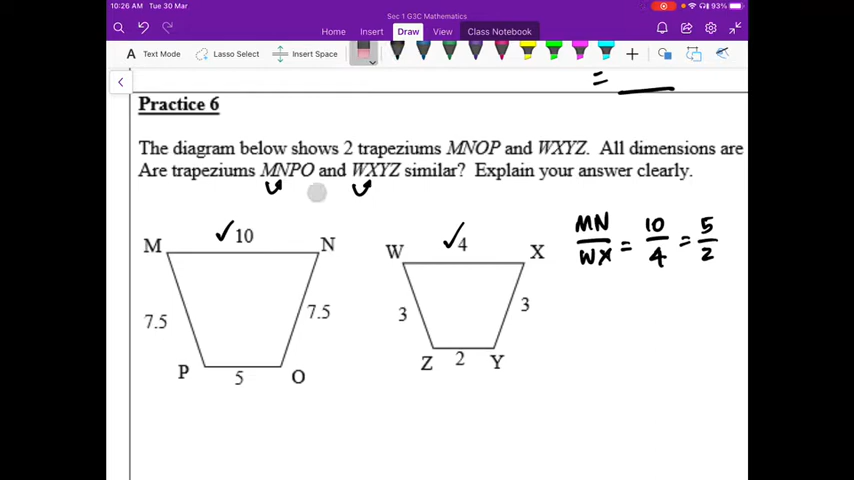 10:26 AM Tue 30 Mar
93%
Sec 1 G3C Mathematics
Home Insert Draw View Class Notebook
A Text Mode Lasso Select Insert Space
=
Practice 6
The diagram below shows 2 trapeziums MNOP and WXYZ. All dimensions are
Are trapeziums MNPO and WXYZ similar? Explain your answer clearly.
M 10 N
7.5 7.5
P 5 O
W 4 X
3 3
Z 2 Y
MN/WX = 10/4 = 5/2